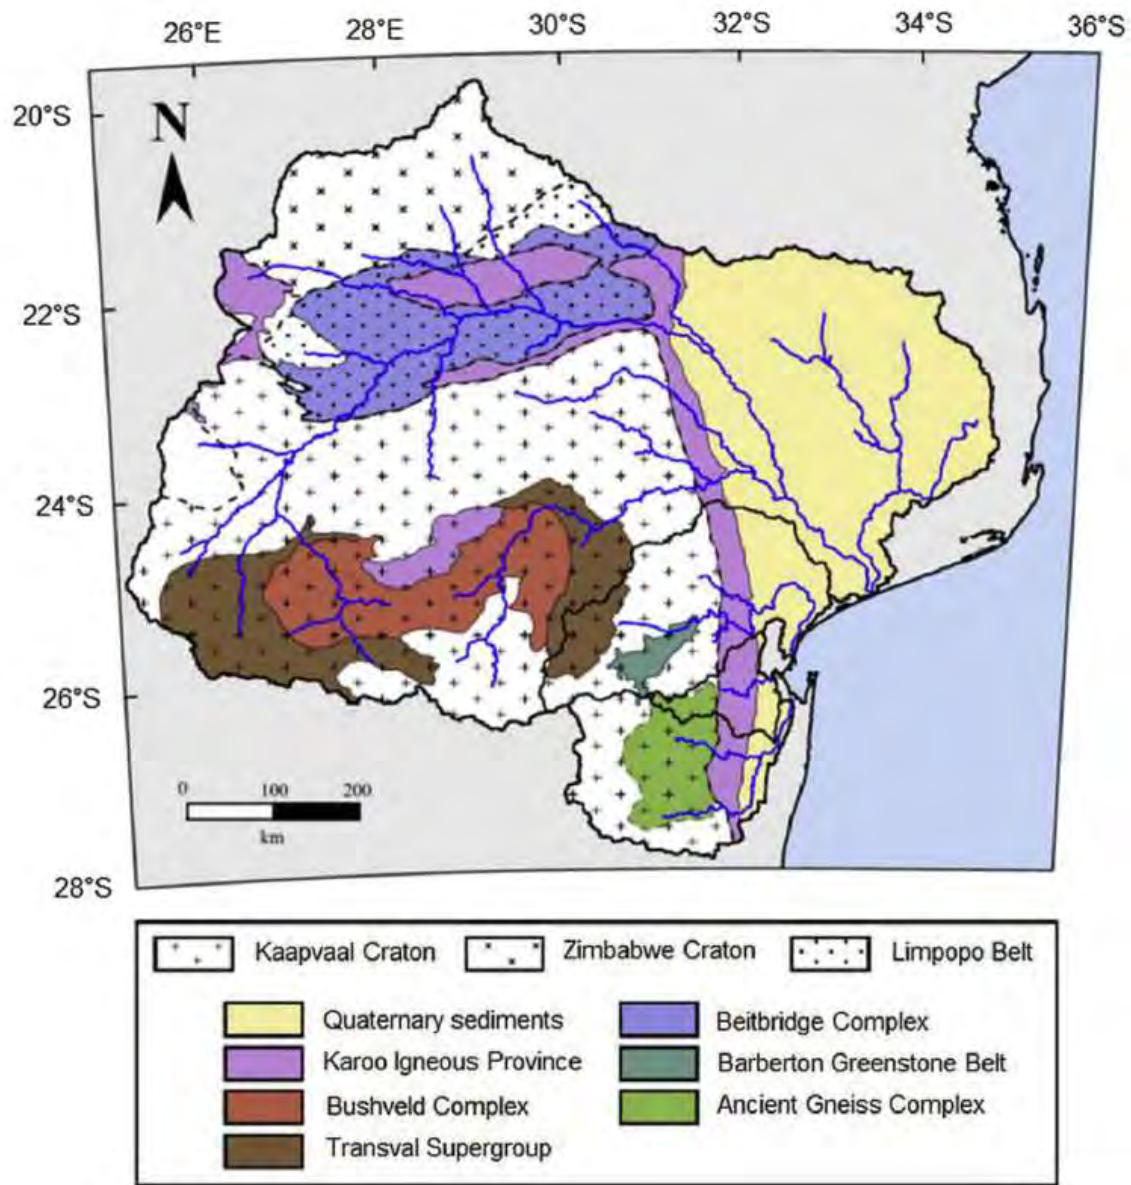 26°E 28°E 30°E 32°E 34°E 36°S
20°S
N
22°S
24°S
26°S
28°S
0 100 200
km
Kaapvaal Craton Zimbabwe Craton Limpopo Belt
Quaternary sediments Beitbridge Complex
Karoo Igneous Province Barberton Greenstone Belt
Bushveld Complex Ancient Gneiss Complex
Transval Supergroup